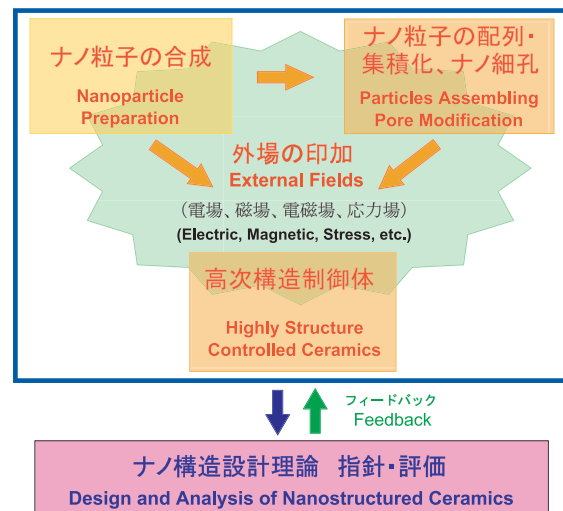 ナノ粒子の合成
Nanoparticle
Preparation
ナノ粒子の配列・
集積化、ナノ細孔
Particles Assembling
Pore Modification
外場の印加
External Fields
（電場、磁場、電磁場、応力場）
(Electric, Magnetic, Stress, etc.)
高次構造制御体
Highly Structure
Controlled Ceramics
フィードバック
Feedback
ナノ構造設計理論　指針・評価
Design and Analysis of Nanostructured Ceramics